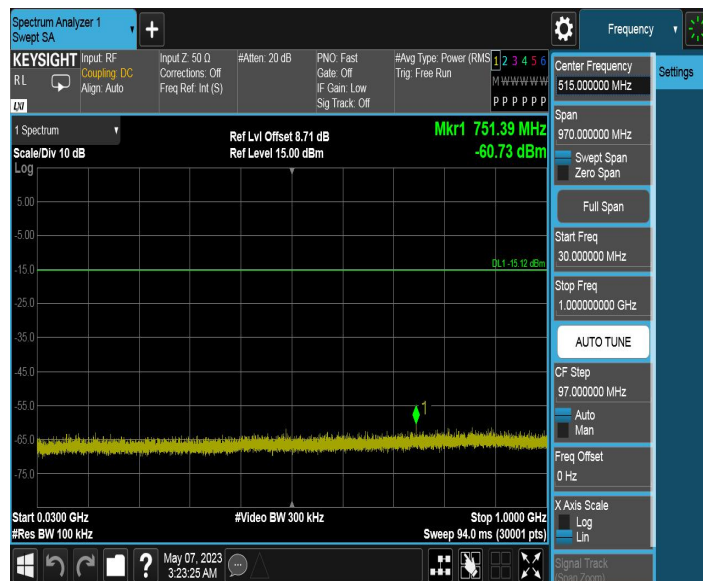 Spectrum Analyzer 1
Swept SA
+
Frequency
KEYSIGHT
RL
LXI
Input: RF
Coupling: DC
Align: Auto
Input Z: 50 Ω
Corrections: Off
Freq Ref: Int (S)
#Atten: 20 dB
PNO: Fast
Gate: Off
IF Gain: Low
Sig Track: Off
#Avg Type: Power (RMS
Trig: Free Run
1 2 3 4 5 6
M W W W W W
P P P P P P
Center Frequency
515.000000 MHz
Settings
Span
970.000000 MHz
Swept Span
Zero Span
Full Span
Start Freq
30.000000 MHz
Stop Freq
1.000000000 GHz
AUTO TUNE
CF Step
97.000000 MHz
Auto
Man
Freq Offset
0 Hz
X Axis Scale
Log
Lin
Signal Track
(Span Zoom)
1 Spectrum
Scale/Div 10 dB
Log
Ref Lvl Offset 8.71 dB
Ref Level 15.00 dBm
Mkr1 751.39 MHz
-60.73 dBm
5.00
-5.00
-15.0
DL1 -15.12 dBm
-25.0
-35.0
-45.0
-55.0
1
-65.0
-75.0
Start 0.0300 GHz
#Res BW 100 kHz
#Video BW 300 kHz
Stop 1.0000 GHz
Sweep 94.0 ms (30001 pts)
?
May 07, 2023
3:23:25 AM